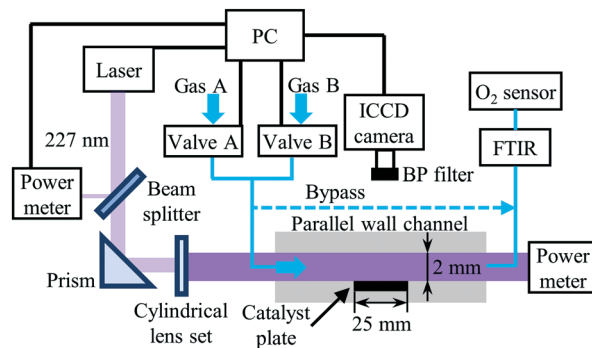 PC
Laser
Gas A
Gas B
ICCD
camera
O₂ sensor
227 nm
Valve A
Valve B
FTIR
BP filter
Power
meter
Beam
splitter
Bypass
Parallel wall channel
Prism
2 mm
Power
meter
Cylindrical
lens set
Catalyst
plate
25 mm